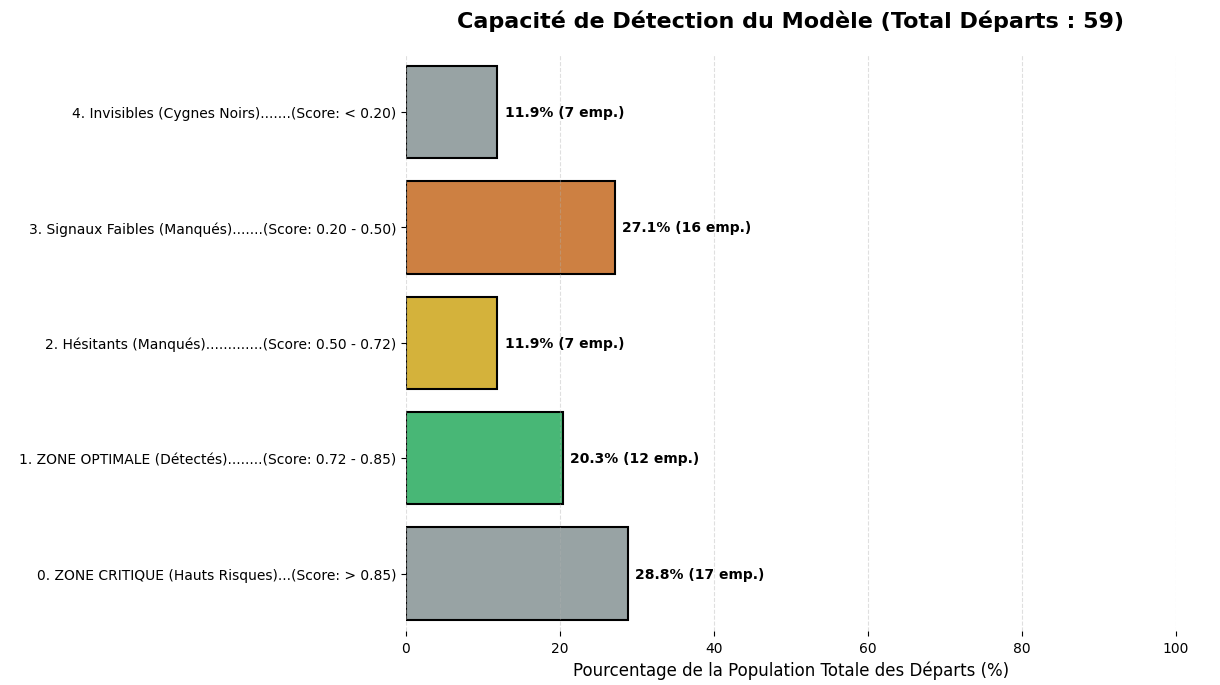 Capacité de Détection du Modèle (Total Départs : 59)
4. Invisibles (Cygnes Noirs).......(Score: < 0.20)
11.9% (7 emp.)
3. Signaux Faibles (Manqués).......(Score: 0.20 - 0.50)
27.1% (16 emp.)
2. Hésitants (Manqués).............(Score: 0.50 - 0.72)
11.9% (7 emp.)
1. ZONE OPTIMALE (Détectés)........(Score: 0.72 - 0.85)
20.3% (12 emp.)
0. ZONE CRITIQUE (Hauts Risques)...(Score: > 0.85)
28.8% (17 emp.)
0 20 40 60 80 100
Pourcentage de la Population Totale des Départs (%)